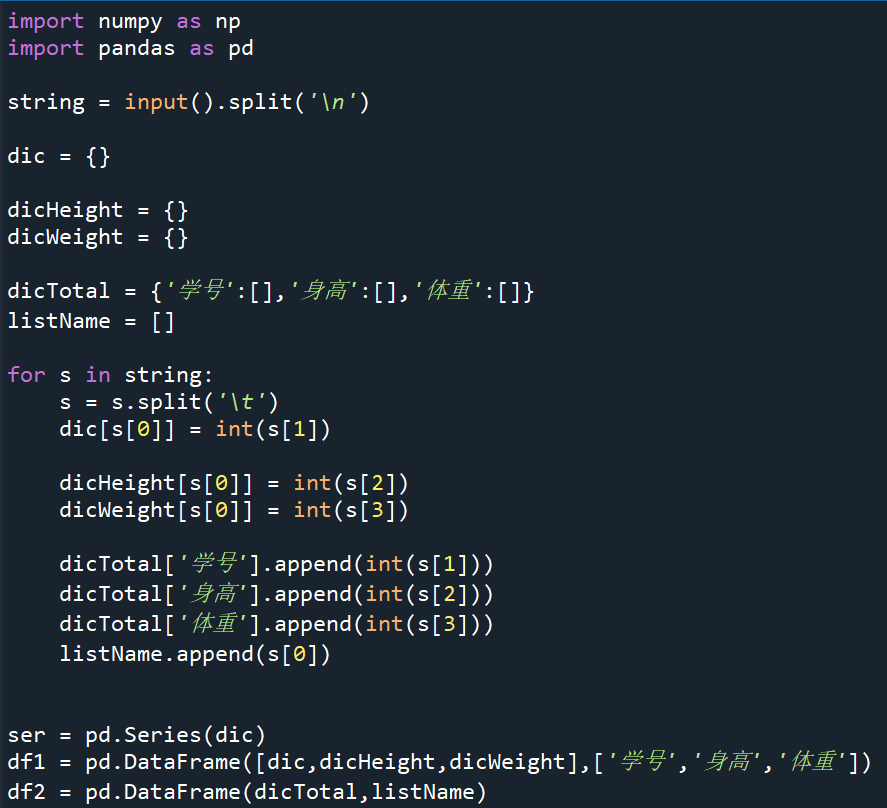 import numpy as np
import pandas as pd
string = input().split('\n')
dic = {}
dicHeight = {}
dicWeight = {}
dicTotal = {'学号':[],'身高':[],'体重':[]}
listName = []
for s in string:
    s = s.split('\t')
    dic[s[0]] = int(s[1])
    dicHeight[s[0]] = int(s[2])
    dicWeight[s[0]] = int(s[3])
    dicTotal['学号'].append(int(s[1]))
    dicTotal['身高'].append(int(s[2]))
    dicTotal['体重'].append(int(s[3]))
    listName.append(s[0])
ser = pd.Series(dic)
df1 = pd.DataFrame([dic,dicHeight,dicWeight],['学号','身高','体重'])
df2 = pd.DataFrame(dicTotal,listName)